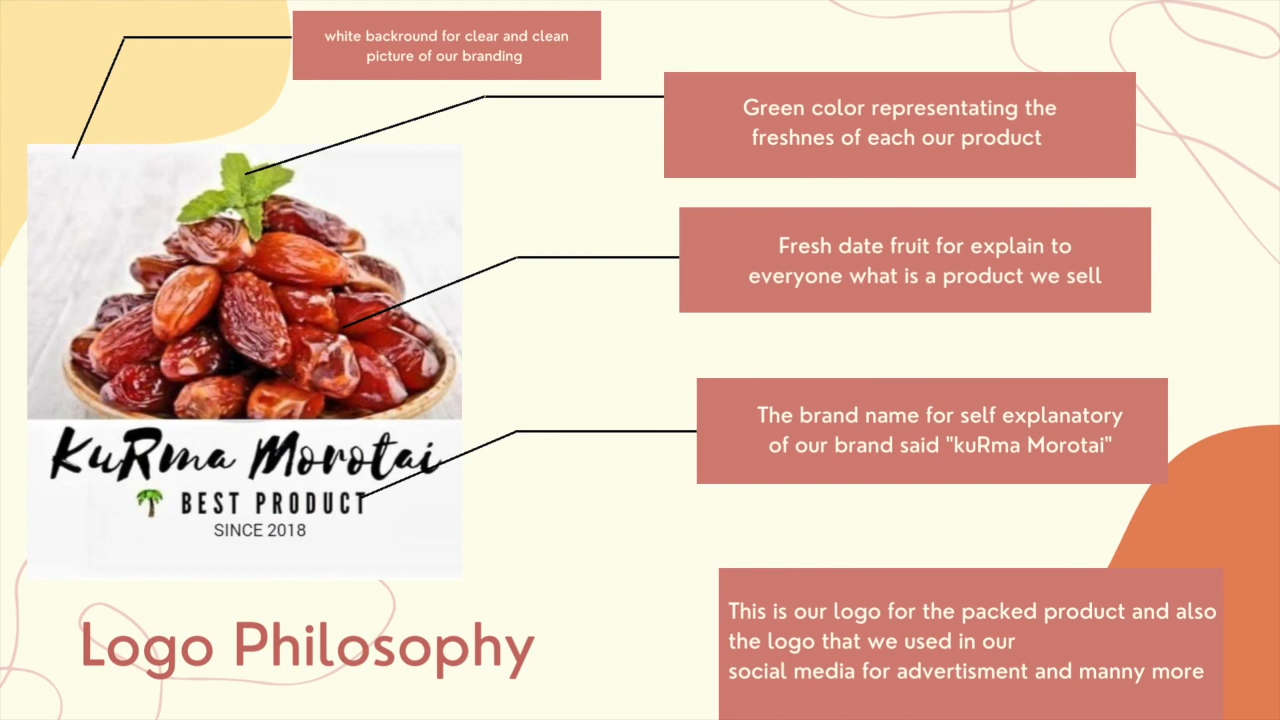 white backround for clear and clean
picture of our branding
Green color representating the
freshnes of each our product
Fresh date fruit for explain to
everyone what is a product we sell
The brand name for self explanatory
of our brand said "kuRma Morotai"
KuRma Morotai
BEST PRODUCT
SINCE 2018
Logo Philosophy
This is our logo for the packed product and also
the logo that we used in our
social media for advertisment and manny more